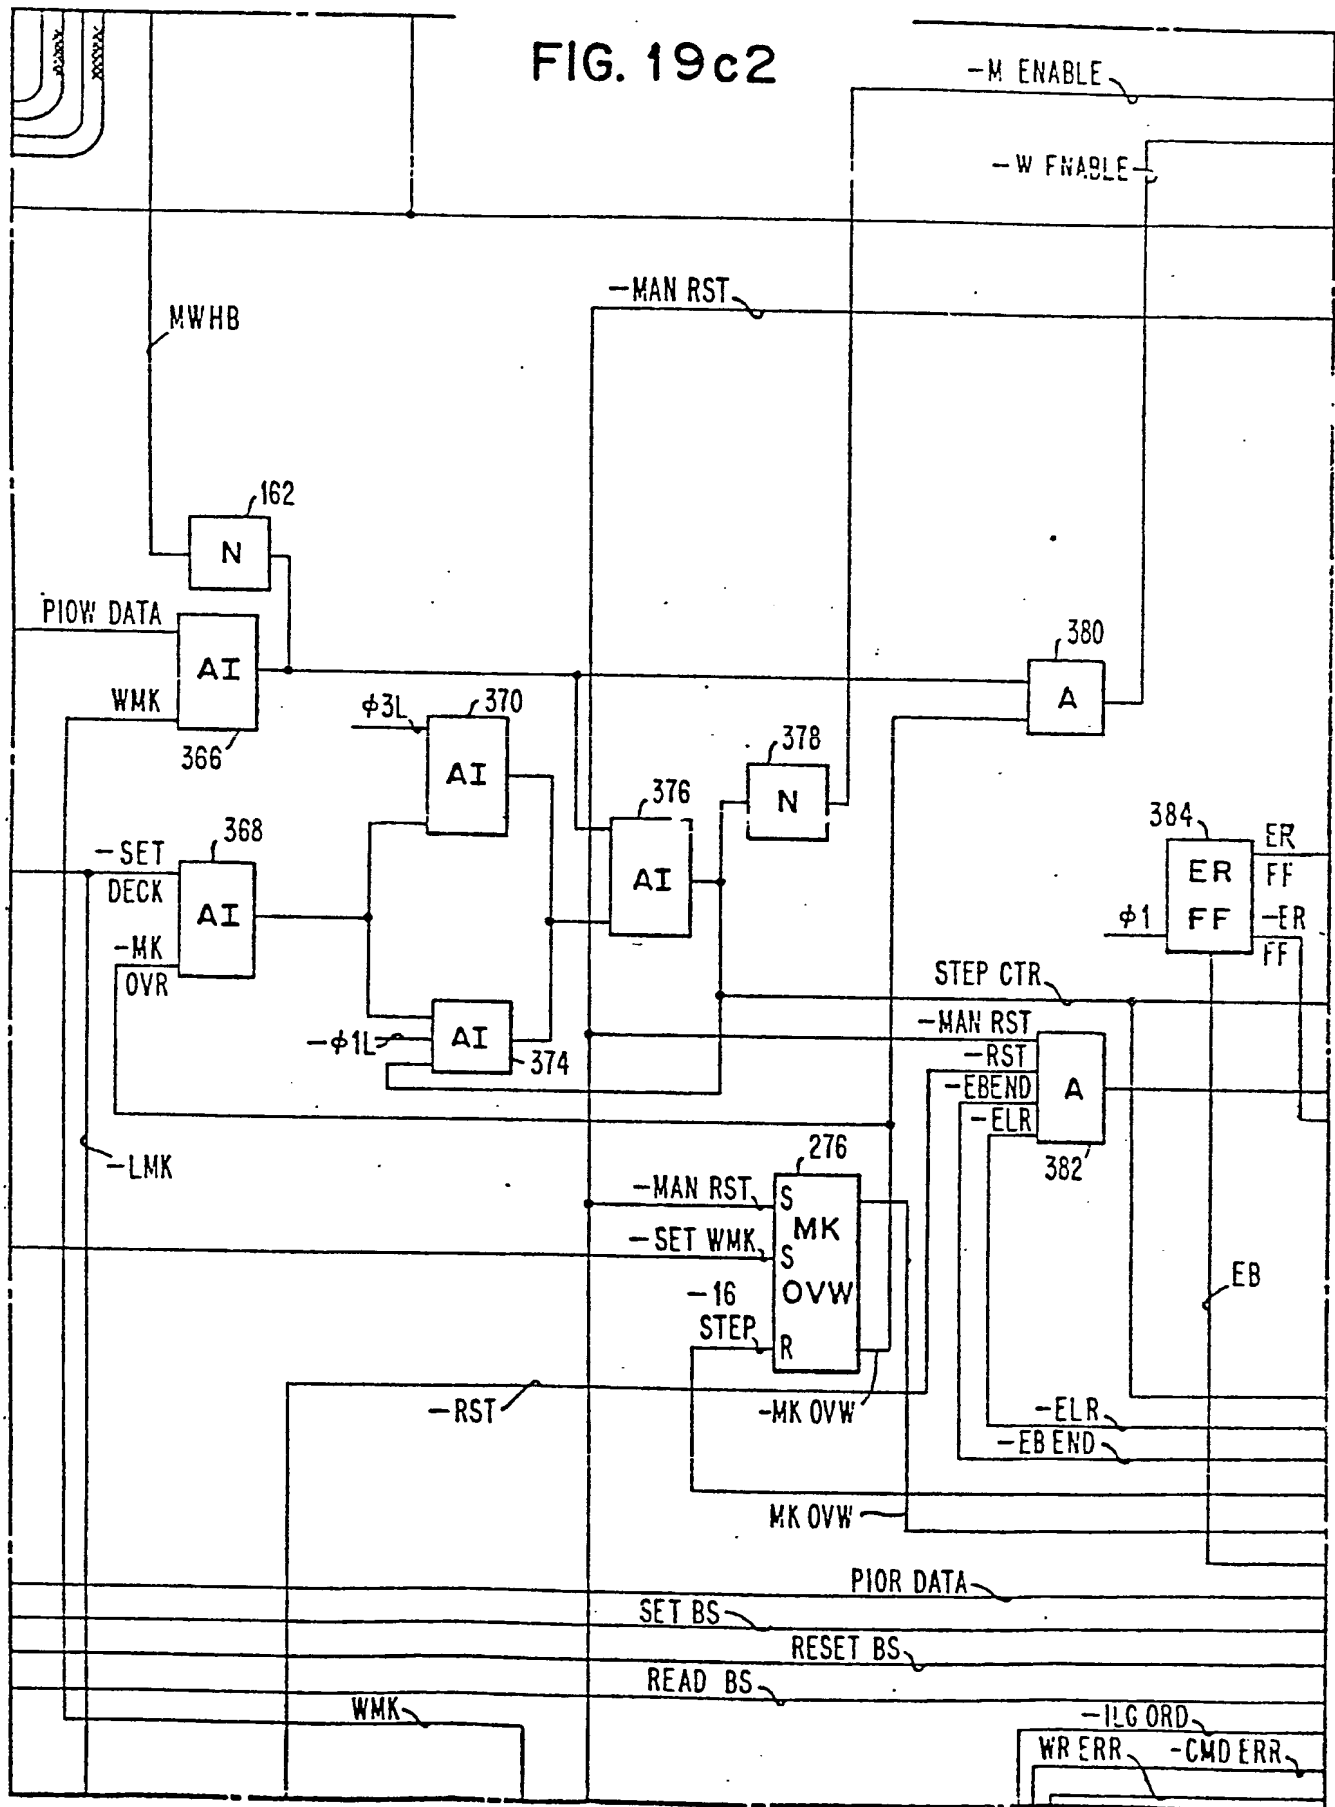 FIG. 19c2
-M ENABLE
-W ENABLE
-MAN RST
MWHB
162
N
PIOW DATA
AI
WMK
366
380
A
φ3L
370
AI
378
N
376
AI
368
-SET
DECK
AI
-MK
OVR
384
ER
FF
ER
FF
φ1
-ER
FF
STEP CTR
-φ1L
AI
374
-MAN RST
-RST
-EBEND
-ELR
A
382
-LMK
276
-MAN RST
S
MK
-SET WMK
S
OVW
-16
STEP
R
EB
-RST
-MK OVW
-ELR
-EB END
MK OVW
PIOR DATA
SET BS
RESET BS
READ BS
WMK
-ILG ORD
WR ERR
-CMD ERR